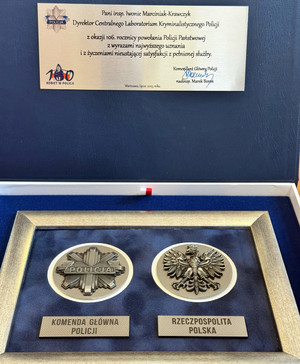 Pani insp. Iwonie Marciniak-Krawczyk
Dyrektor Centralnego Laboratorium Kryminalistycznego Policji
z okazji 106. rocznicy powołania Policji Państwowej
z wyrazami najwyższego uznania
i z życzeniami nieustającej satysfakcji z pełnionej służby.
Komendant Główny Policji
nadinsp. Marek Boroń
100
KOBIET W POLICJI
POLICJA
KOMENDA GŁÓWNA
POLICJI
RZECZPOSPOLITA
POLSKA